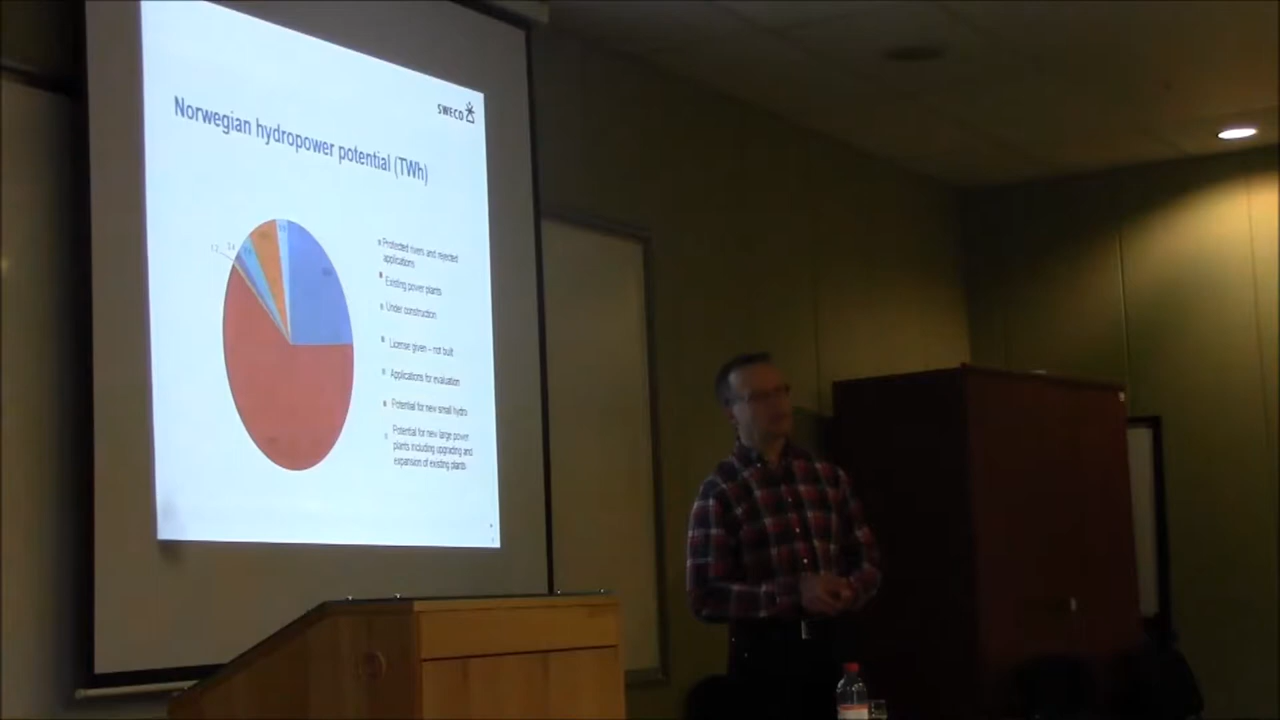 SWECO
Norwegian hydropower potential (TWh)
Protected rivers and rejected
applications
Existing power plants
Under construction
License given – not built
Applications for evaluation
Potential for new small hydro
Potential for new large power
plants including upgrading and
expansion of existing plants